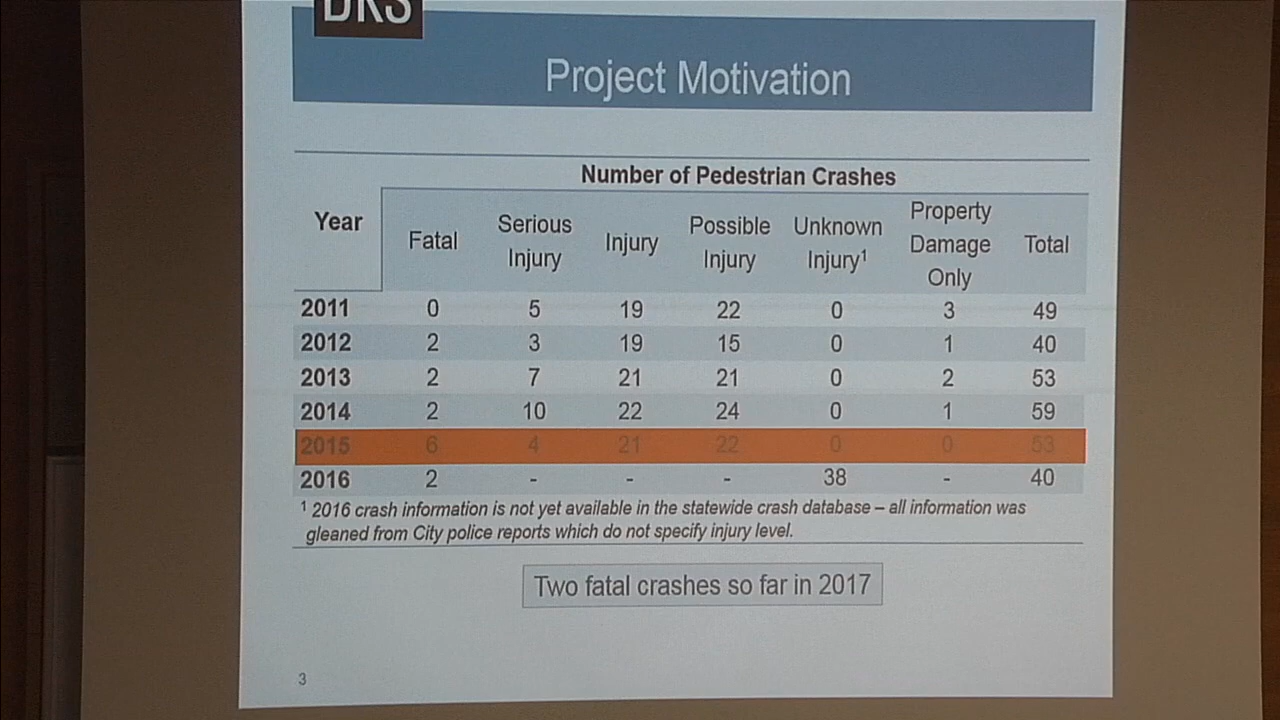 DKS
Project Motivation
Number of Pedestrian Crashes
Year Fatal Serious Injury Injury Possible Injury Unknown Injury¹ Property Damage Only Total
2011 0 5 19 22 0 3 49
2012 2 3 19 15 0 1 40
2013 2 7 21 21 0 2 53
2014 2 10 22 24 0 1 59
2015 6 4 21 22 0 0 53
2016 2 - - - 38 - 40
¹ 2016 crash information is not yet available in the statewide crash database – all information was
gleaned from City police reports which do not specify injury level.
Two fatal crashes so far in 2017
3